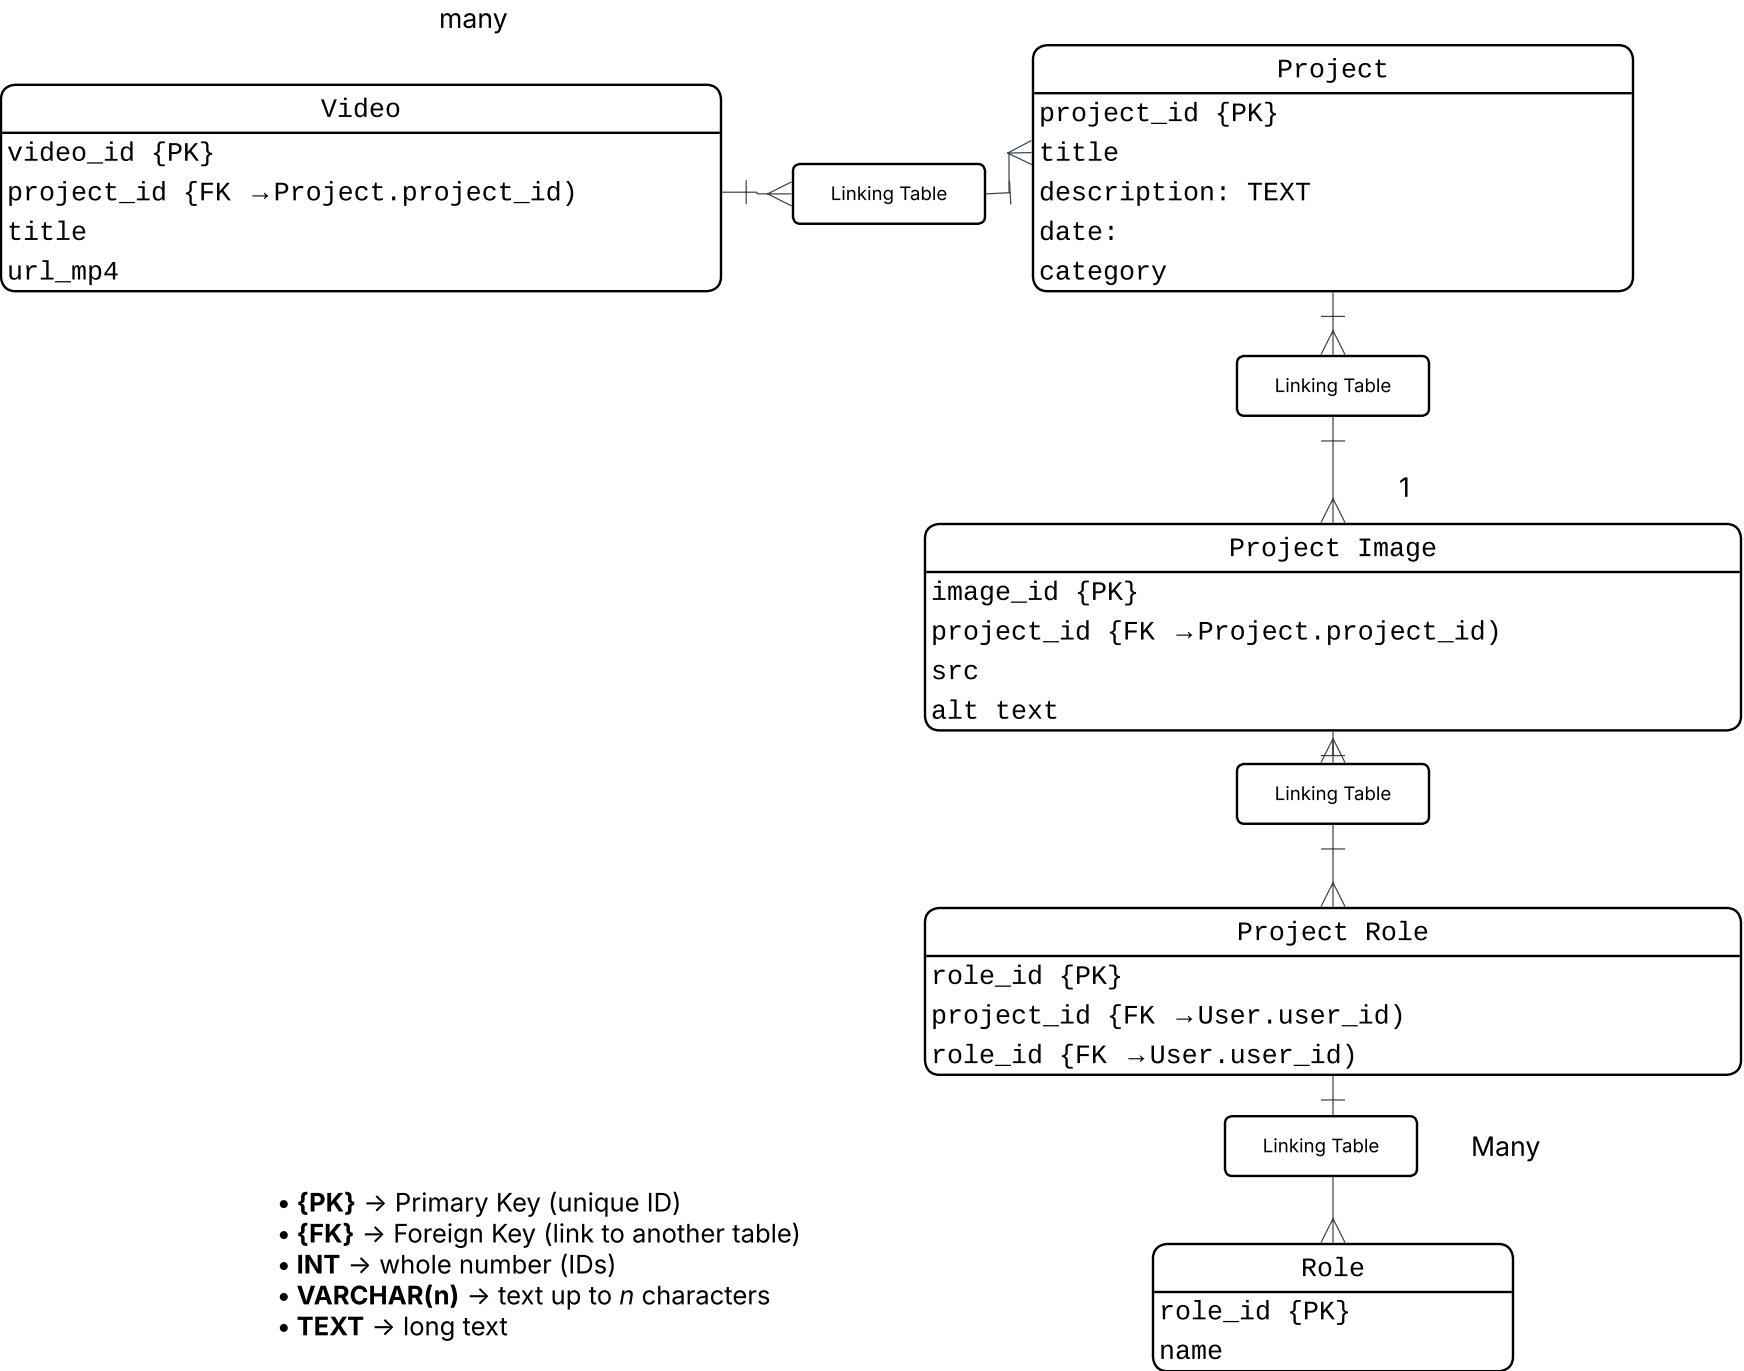 many
Video
video_id {PK}
project_id {FK →Project.project_id)
title
url_mp4
Linking Table
Project
project_id {PK}
title
description: TEXT
date:
category
Linking Table
1
Project Image
image_id {PK}
project_id {FK →Project.project_id)
src
alt text
Linking Table
Project Role
role_id {PK}
project_id {FK →User.user_id)
role_id {FK →User.user_id)
Linking Table
Many
Role
role_id {PK}
name
• {PK} → Primary Key (unique ID)
• {FK} → Foreign Key (link to another table)
• INT → whole number (IDs)
• VARCHAR(n) → text up to n characters
• TEXT → long text